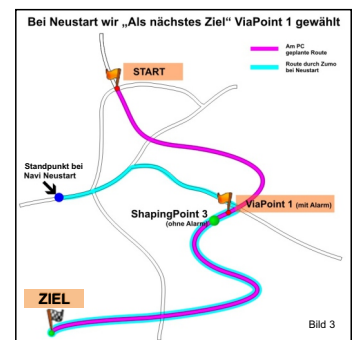 Bei Neustart wir „Als nächstes Ziel“ ViaPoint 1 gewählt
Am PC
geplante Route
Route durch Zumo
bei Neustart
START
Standpunkt bei
Navi Neustart
ViaPoint 1 (mit Alarm)
ShapingPoint 3
(ohne Alarm)
ZIEL
Bild 3